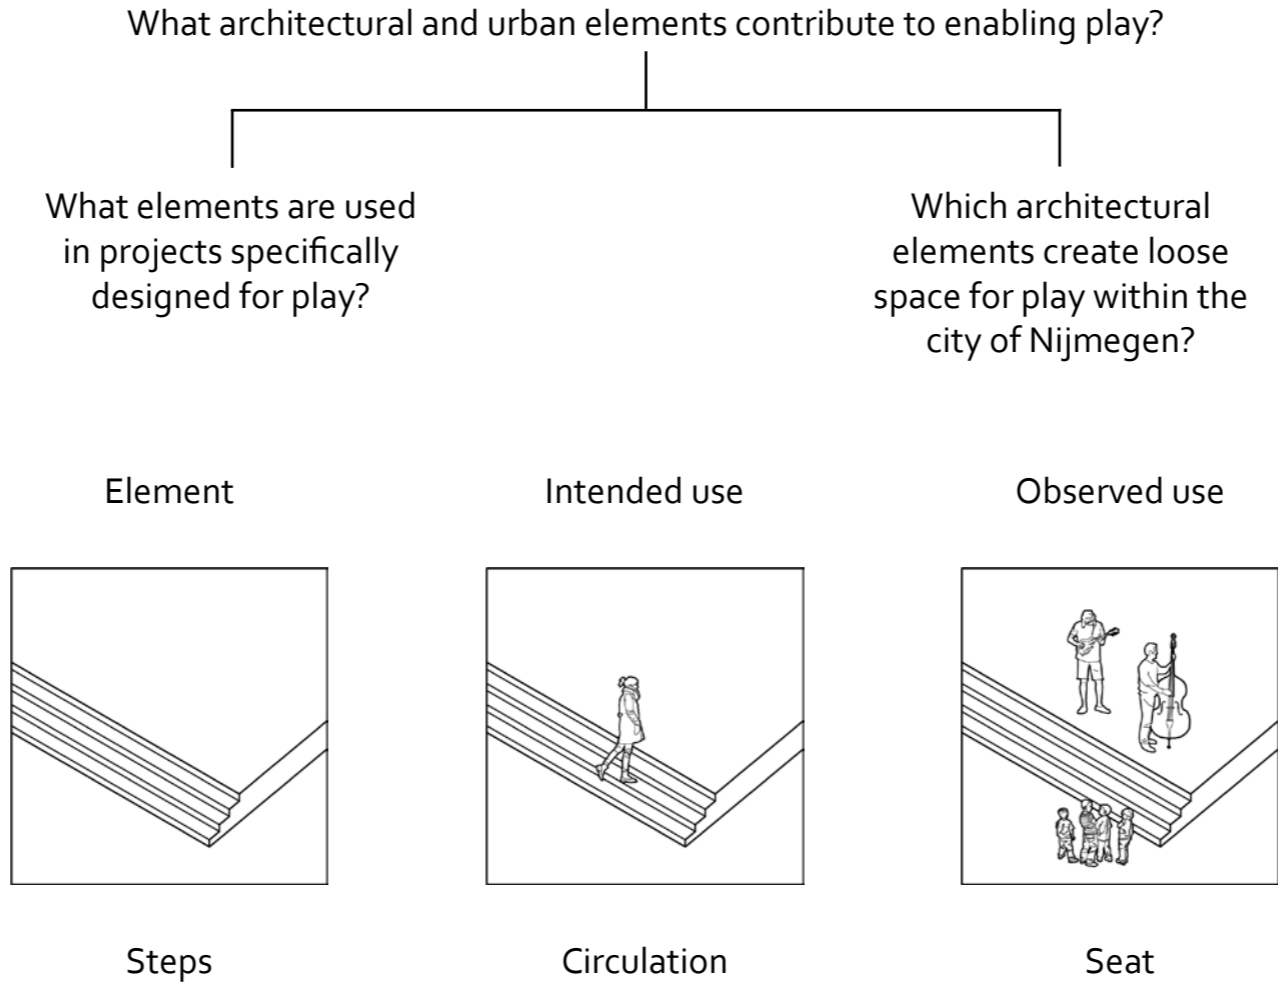 What architectural and urban elements contribute to enabling play?
What elements are used
in projects specifically
designed for play?
Which architectural
elements create loose
space for play within the
city of Nijmegen?
Element
Intended use
Observed use
Steps
Circulation
Seat